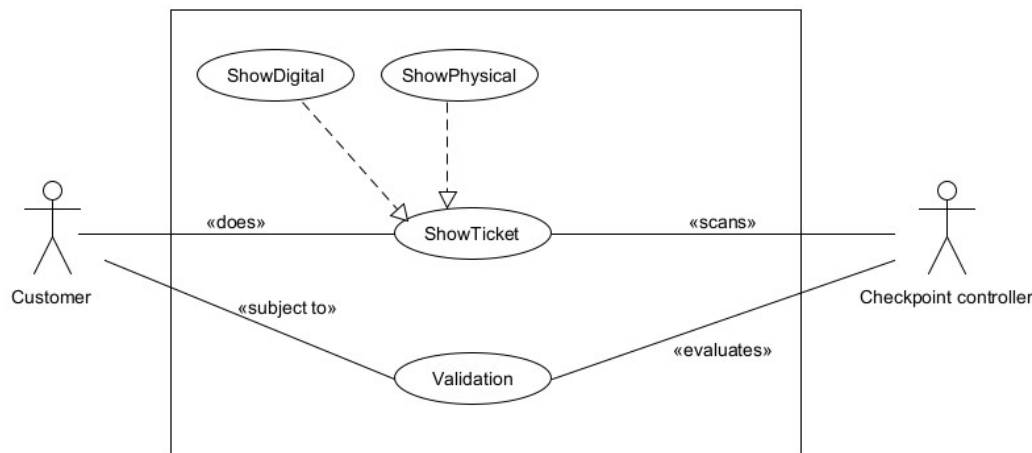 ShowDigital
ShowPhysical
«does»
ShowTicket
«scans»
Customer
Checkpoint controller
«subject to»
«evaluates»
Validation